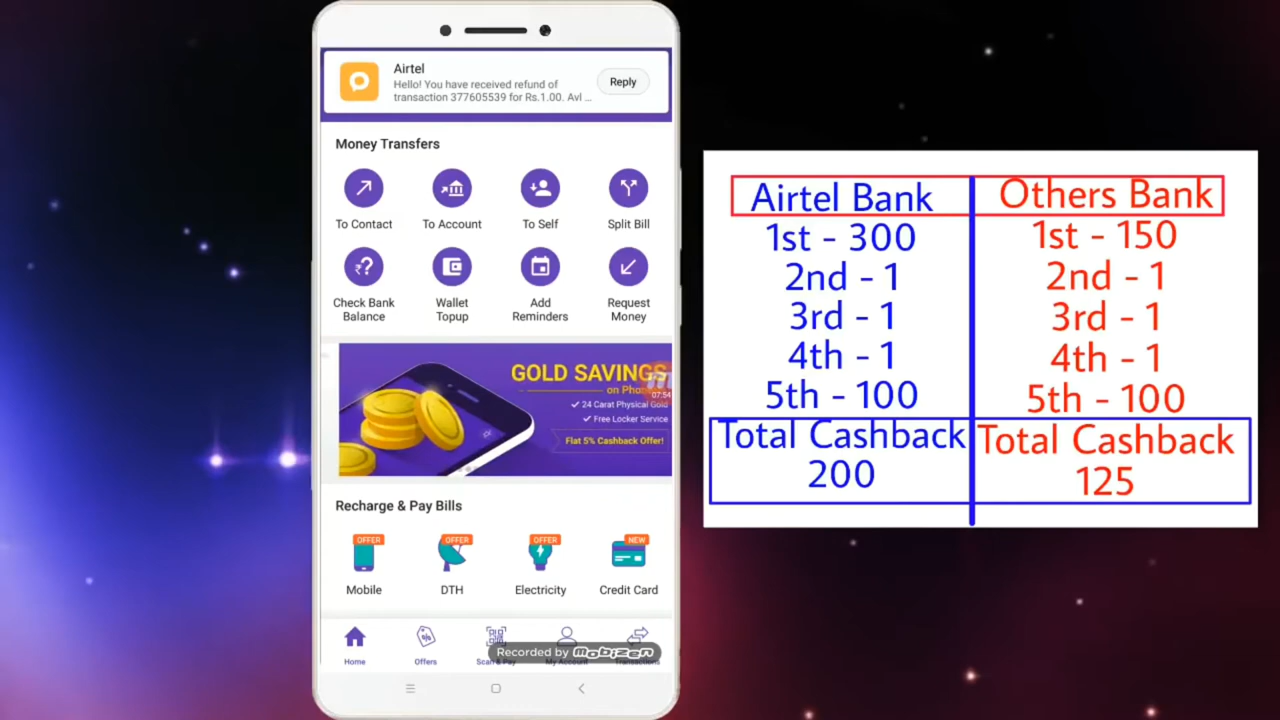 Airtel
Hello! You have received refund of
transaction 377605539 for Rs.1.00. Avl ...
Reply
Money Transfers
To Contact
To Account
To Self
Split Bill
Check Bank
Balance
Wallet
Topup
Add
Reminders
Request
Money
GOLD SAVINGS
24 Carat Physical Gold
Free Locker Service
Flat 5% Cashback Offer!
07:54
Recharge & Pay Bills
OFFER
OFFER
OFFER
NEW
Mobile
DTH
Electricity
Credit Card
Home
Offers
Recorded by Mobizen
Airtel Bank
1st - 300
2nd - 1
3rd - 1
4th - 1
5th - 100
Total Cashback
200
Others Bank
1st - 150
2nd - 1
3rd - 1
4th - 1
5th - 100
Total Cashback
125